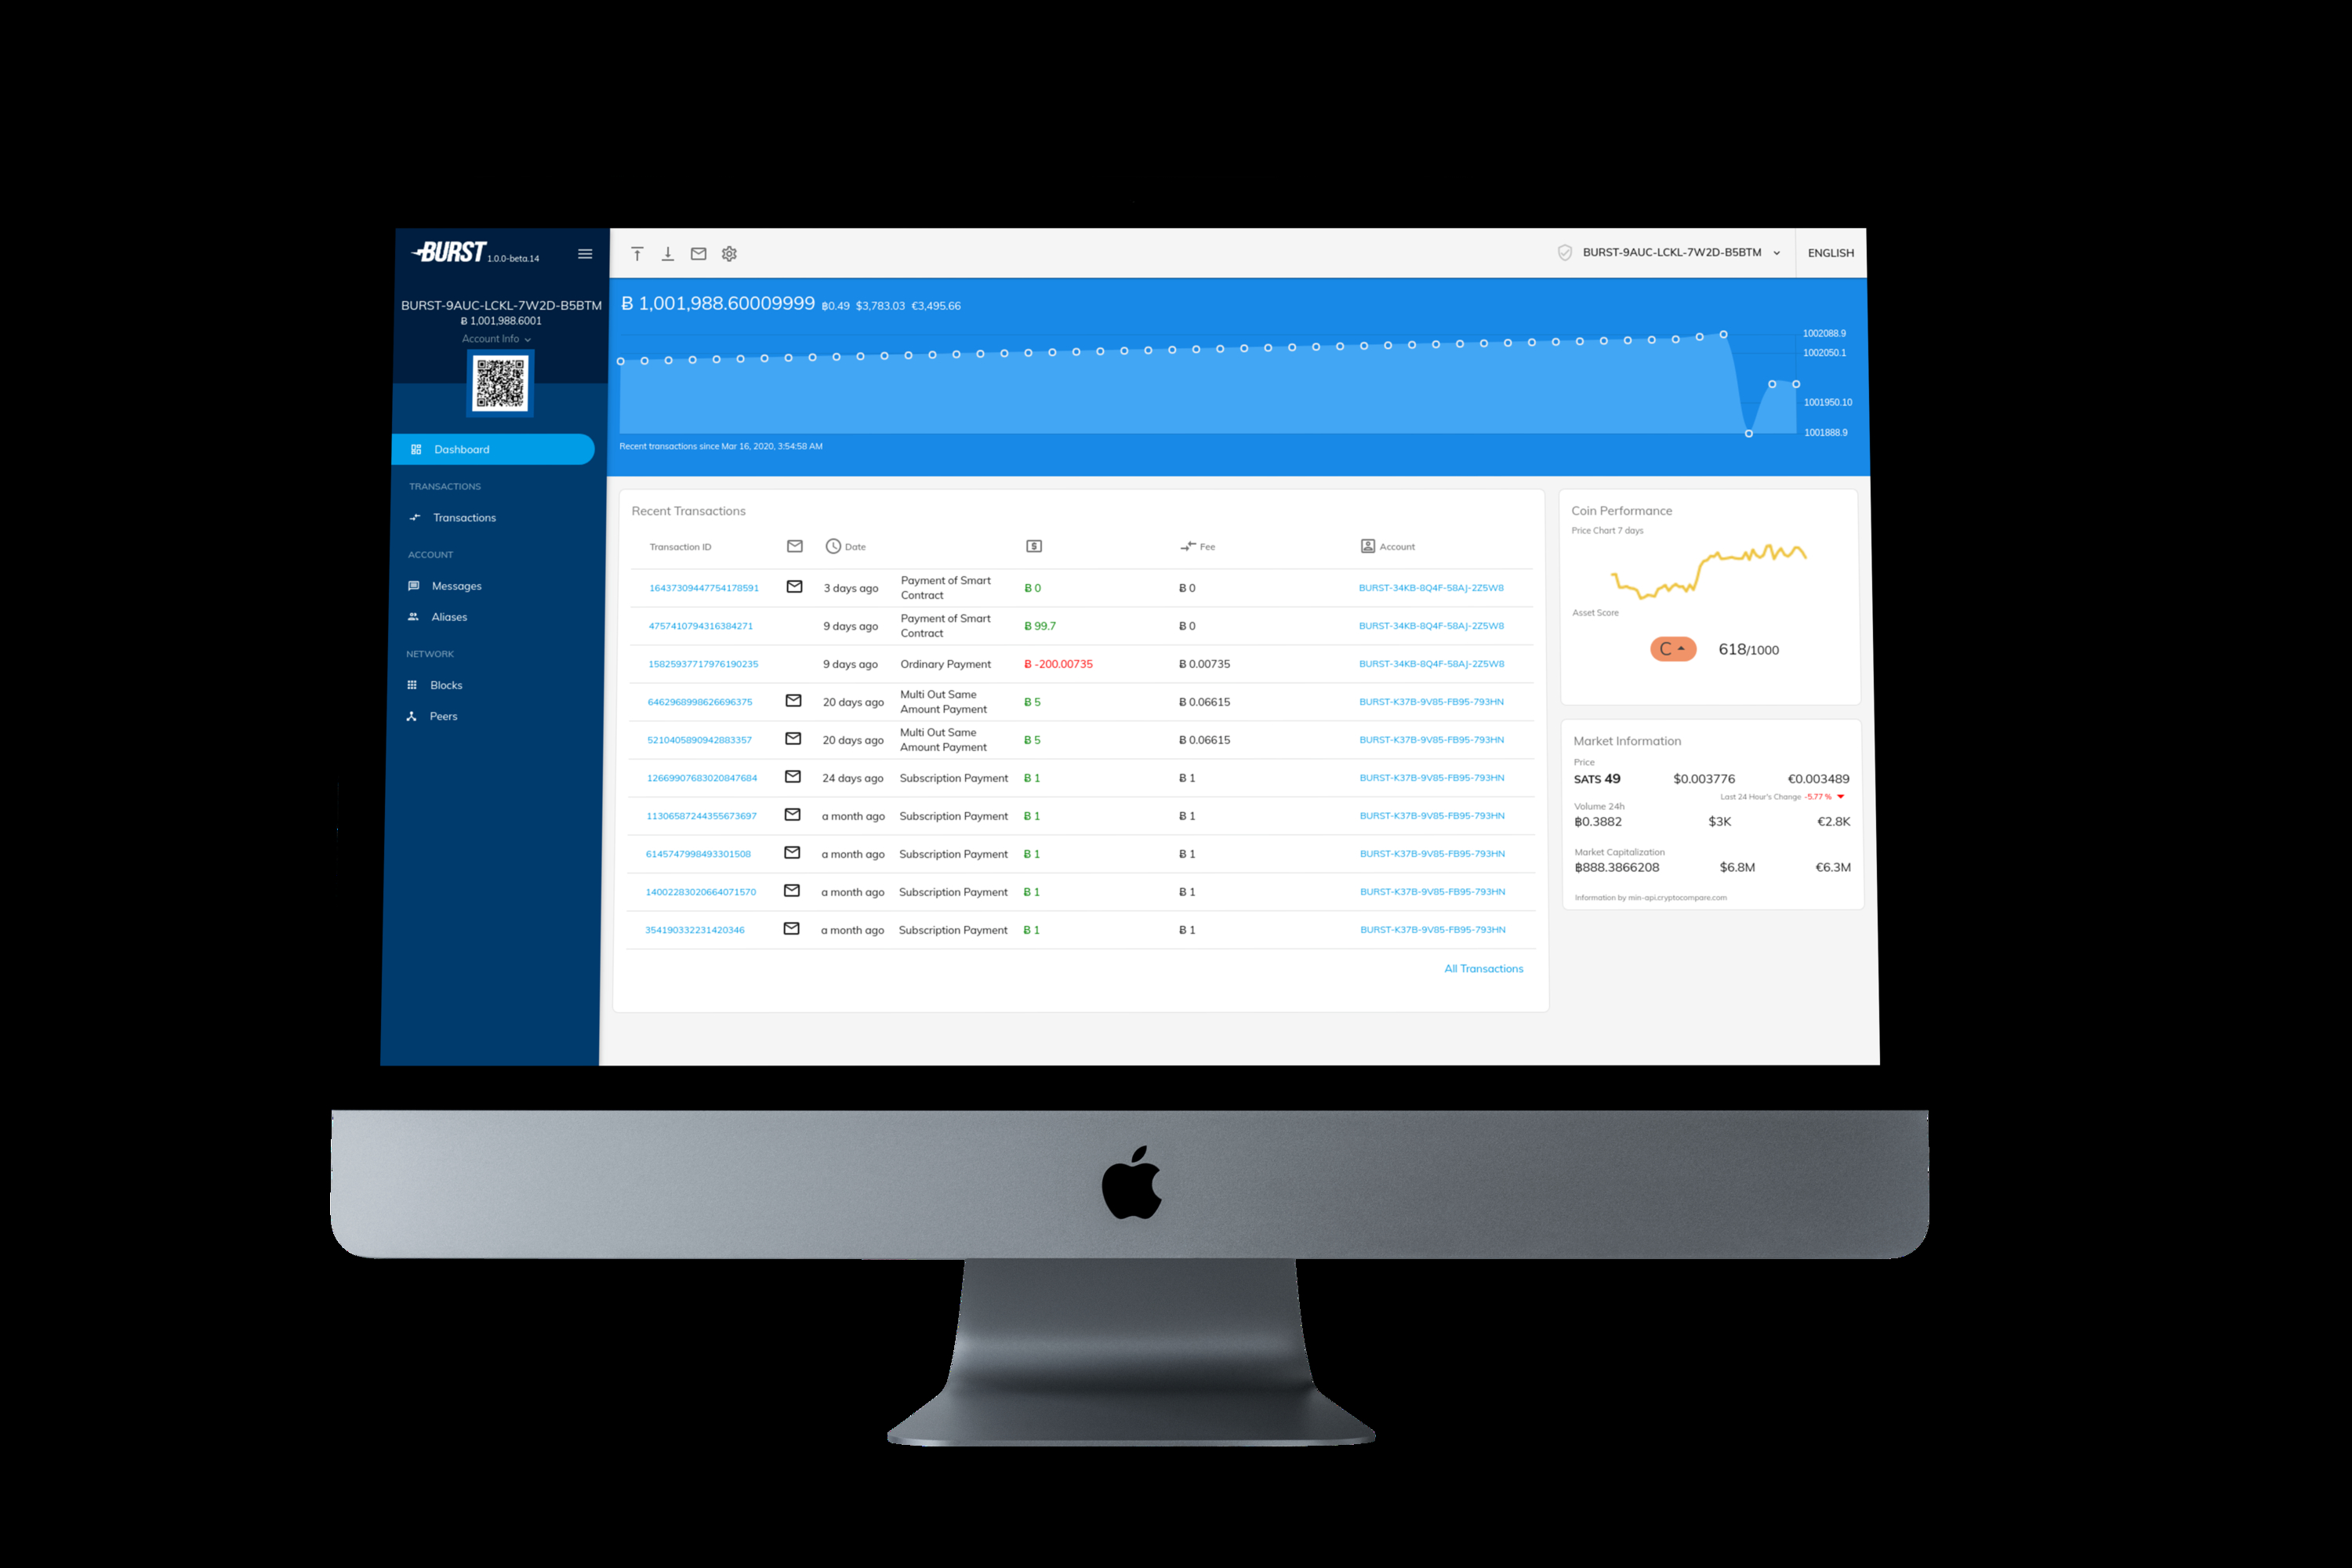 BURST 1.0.0-beta.14
BURST-9AUC-LCKL-7W2D-B5BTM
Ƀ 1,001,988.6001
Account Info
Dashboard
TRANSACTIONS
Transactions
ACCOUNT
Messages
Aliases
NETWORK
Blocks
Peers
BURST-9AUC-LCKL-7W2D-B5BTM ENGLISH
Ƀ 1,001,988.60009999 ฿0.49 $3,783.03 €3,495.66
1002088.9
1002050.1
1001950.10
1001888.9
Recent transactions since Mar 16, 2020, 3:54:58 AM
Recent Transactions
Transaction ID Date Fee Account
16437309447754178591 3 days ago Payment of Smart Contract Ƀ 0 Ƀ 0 BURST-34KB-8Q4F-58AJ-2Z5W8
4757410794316384271 9 days ago Payment of Smart Contract Ƀ 99.7 Ƀ 0 BURST-34KB-8Q4F-58AJ-2Z5W8
15825937717976190235 9 days ago Ordinary Payment Ƀ -200.00735 Ƀ 0.00735 BURST-34KB-8Q4F-58AJ-2Z5W8
6462968998626696375 20 days ago Multi Out Same Amount Payment Ƀ 5 Ƀ 0.06615 BURST-K37B-9V85-FB95-793HN
5210405890942883357 20 days ago Multi Out Same Amount Payment Ƀ 5 Ƀ 0.06615 BURST-K37B-9V85-FB95-793HN
12669907683020847684 24 days ago Subscription Payment Ƀ 1 Ƀ 1 BURST-K37B-9V85-FB95-793HN
11306587244355673697 a month ago Subscription Payment Ƀ 1 Ƀ 1 BURST-K37B-9V85-FB95-793HN
6145747998493301508 a month ago Subscription Payment Ƀ 1 Ƀ 1 BURST-K37B-9V85-FB95-793HN
14002283020664071570 a month ago Subscription Payment Ƀ 1 Ƀ 1 BURST-K37B-9V85-FB95-793HN
354190332231420346 a month ago Subscription Payment Ƀ 1 Ƀ 1 BURST-K37B-9V85-FB95-793HN
All Transactions
Coin Performance
Price Chart 7 days
Asset Score
C 618/1000
Market Information
Price
SATS 49 $0.003776 €0.003489
Last 24 Hour's Change -5.77 %
Volume 24h
฿0.3882 $3K €2.8K
Market Capitalization
฿888.3866208 $6.8M €6.3M
Information by min-api.cryptocompare.com